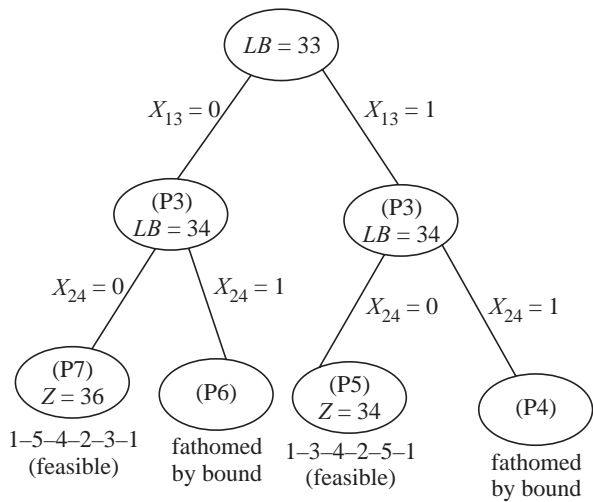 LB = 33
X₁₃ = 0
X₁₃ = 1
(P3)
LB = 34
(P3)
LB = 34
X₂₄ = 0
X₂₄ = 1
X₂₄ = 0
X₂₄ = 1
(P7)
Z = 36
(P6)
(P5)
Z = 34
(P4)
1–5–4–2–3–1
(feasible)
fathomed
by bound
1–3–4–2–5–1
(feasible)
fathomed
by bound